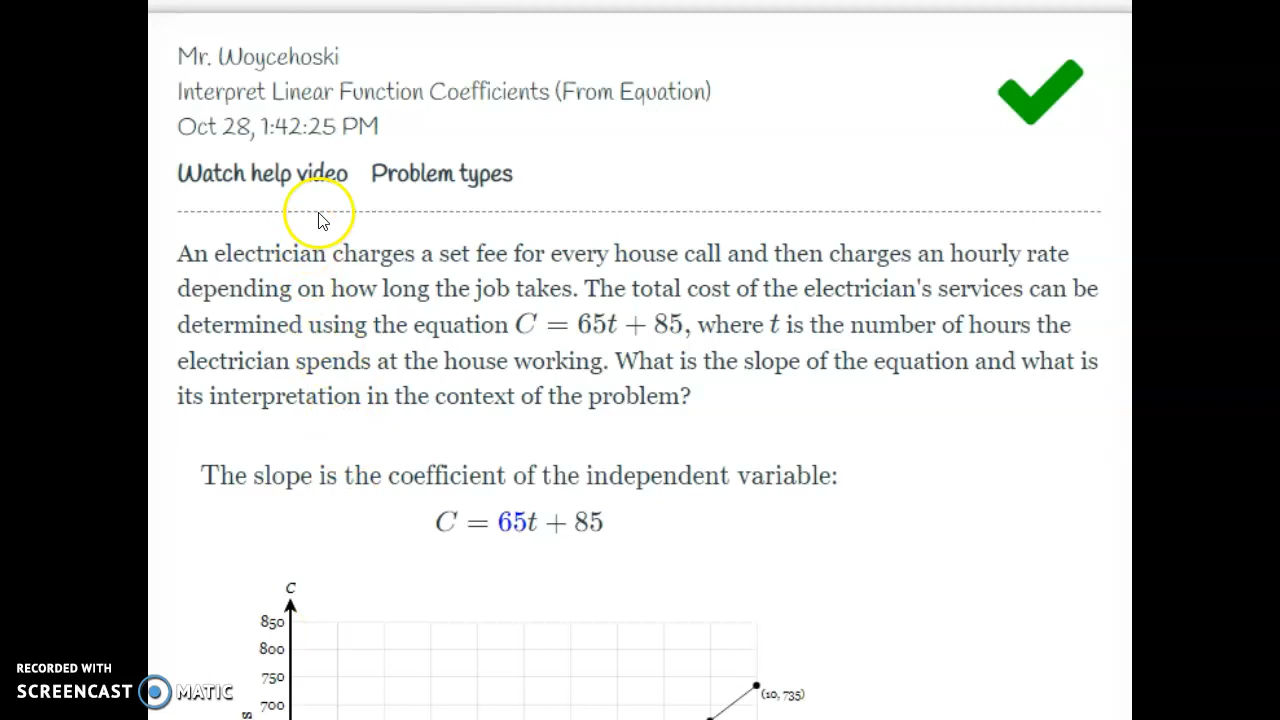 Mr. Woycehoski
Interpret Linear Function Coefficients (From Equation)
Oct 28, 1:42:25 PM
Watch help video Problem types
An electrician charges a set fee for every house call and then charges an hourly rate
depending on how long the job takes. The total cost of the electrician's services can be
determined using the equation C = 65t + 85, where t is the number of hours the
electrician spends at the house working. What is the slope of the equation and what is
its interpretation in the context of the problem?
The slope is the coefficient of the independent variable:
C = 65t + 85
C
850
800
750
700
(10, 735)
RECORDED WITH
SCREENCAST MATIC